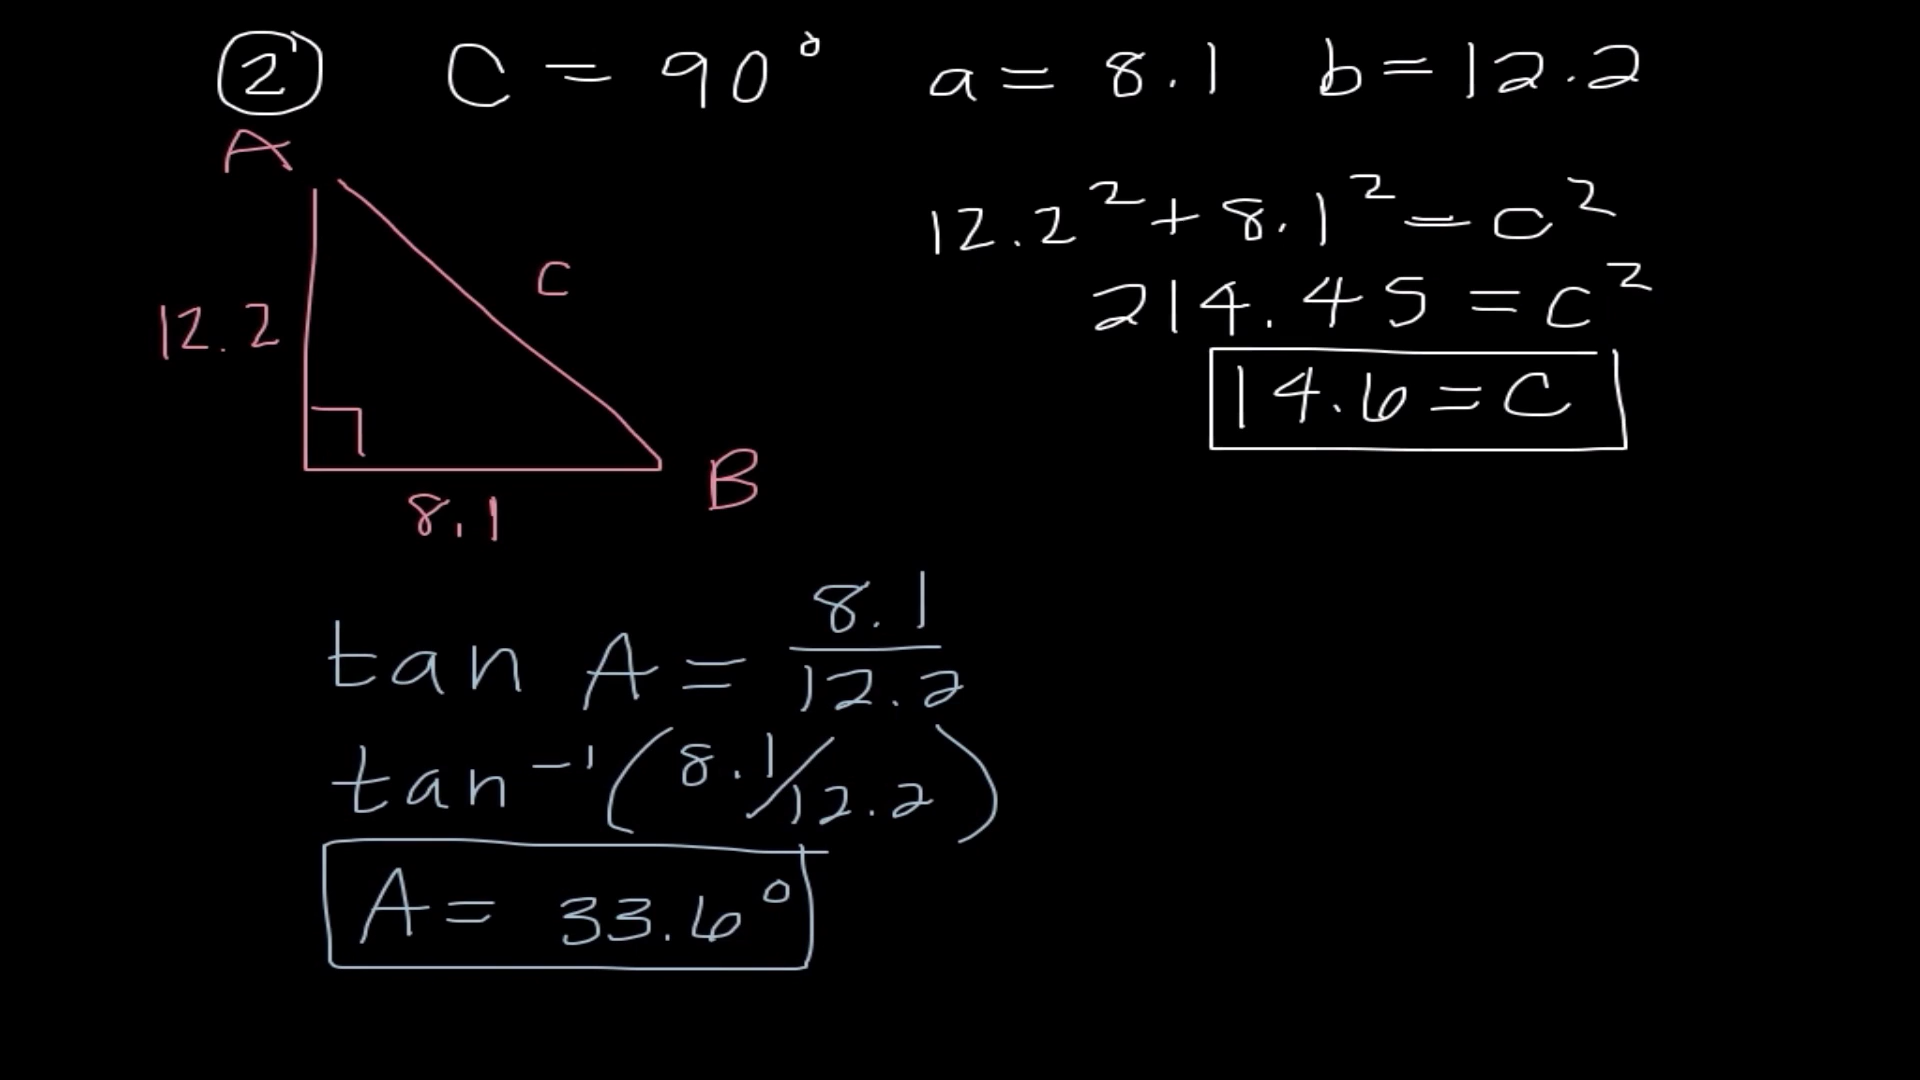 ② C = 90° a = 8.1 b = 12.2
A
12.2
C
8.1
B
12.2² + 8.1² = c²
214.45 = c²
14.6 = c
tan A = 8.1/12.2
tan⁻¹(8.1/12.2)
A = 33.6°